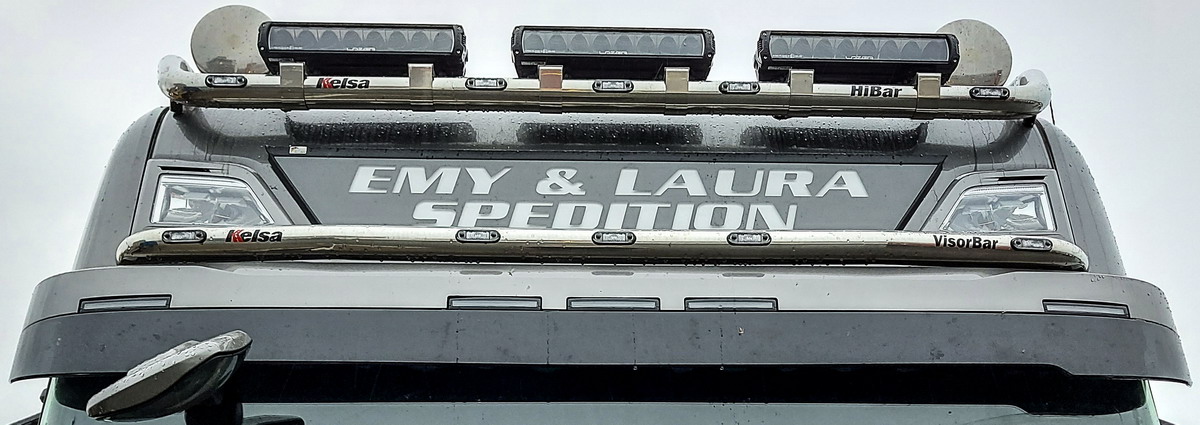 Kelsa HiBar
EMY & LAURA
SPEDITION
Kelsa VisorBar